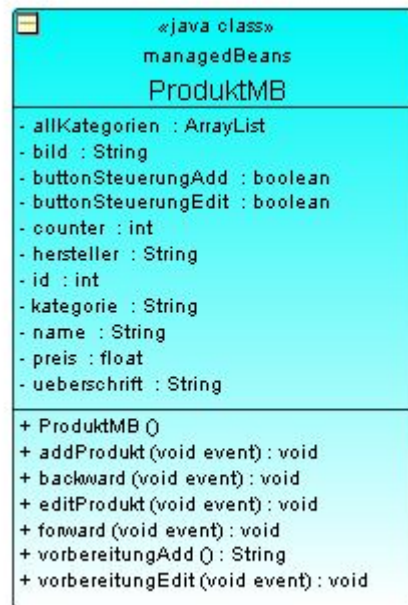 «java class»
managedBeans
ProduktMB
- allKategorien : ArrayList
- bild : String
- buttonSteuerungAdd : boolean
- buttonSteuerungEdit : boolean
- counter : int
- hersteller : String
- id : int
- kategorie : String
- name : String
- preis : float
- ueberschrift : String
+ ProduktMB ()
+ addProdukt (void event) : void
+ backward (void event) : void
+ editProdukt (void event) : void
+ forward (void event) : void
+ vorbereitungAdd () : String
+ vorbereitungEdit (void event) : void